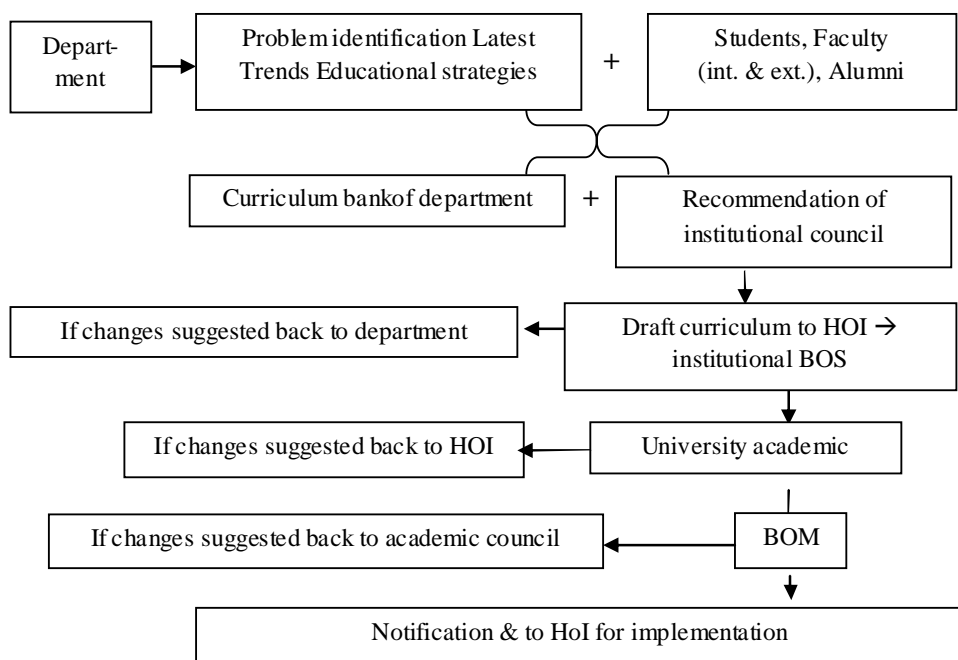 Depart-
ment
Problem identification Latest
Trends Educational strategies
+
Students, Faculty
(int. & ext.), Alumni
Curriculum bankof department
+
Recommendation of
institutional council
If changes suggested back to department
Draft curriculum to HOI →
institutional BOS
If changes suggested back to HOI
University academic
If changes suggested back to academic council
BOM
Notification & to HoI for implementation